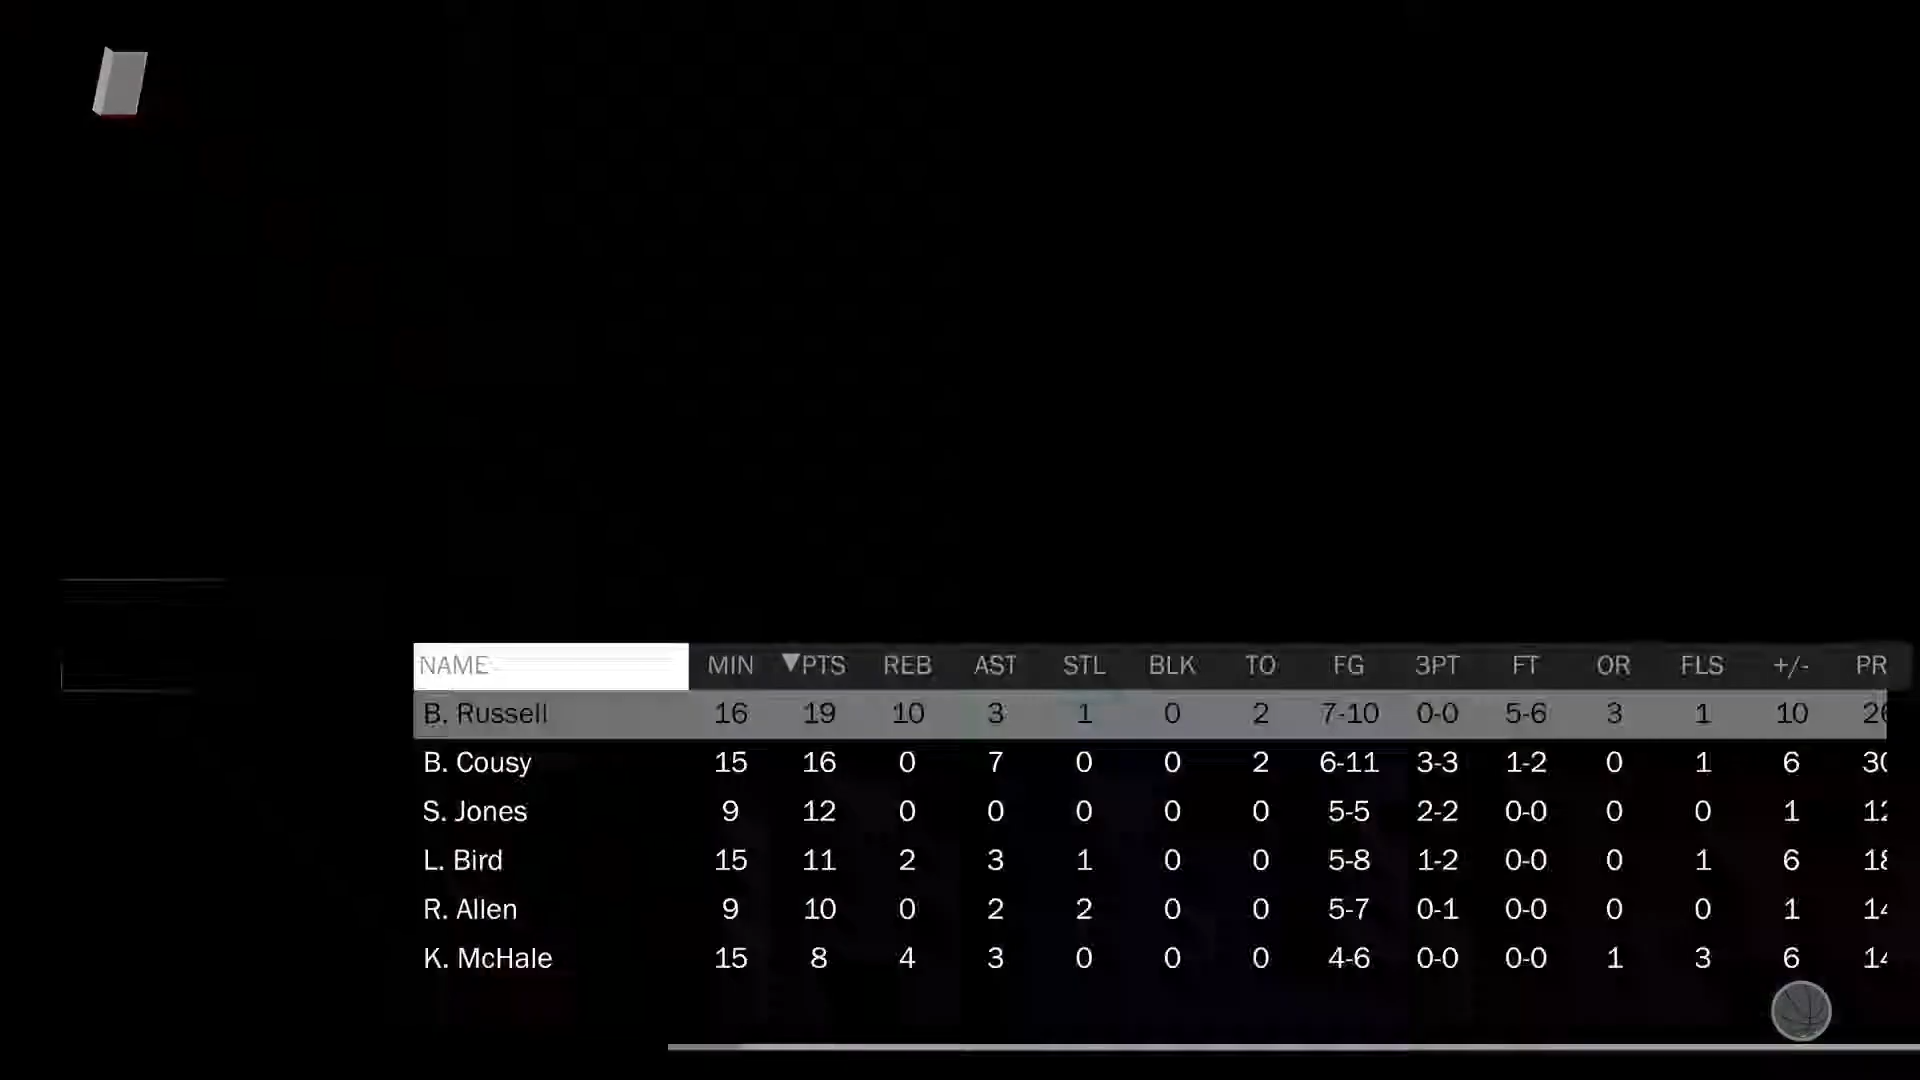 NAME MIN ▼PTS REB AST STL BLK TO FG 3PT FT OR FLS +/- PR
B. Russell 16 19 10 3 1 0 2 7-10 0-0 5-6 3 1 10
B. Cousy 15 16 0 7 0 0 2 6-11 3-3 1-2 0 1 6
S. Jones 9 12 0 0 0 0 0 5-5 2-2 0-0 0 0 1
L. Bird 15 11 2 3 1 0 0 5-8 1-2 0-0 0 1 6
R. Allen 9 10 0 2 2 0 0 5-7 0-1 0-0 0 0 1
K. McHale 15 8 4 3 0 0 0 4-6 0-0 0-0 1 3 6